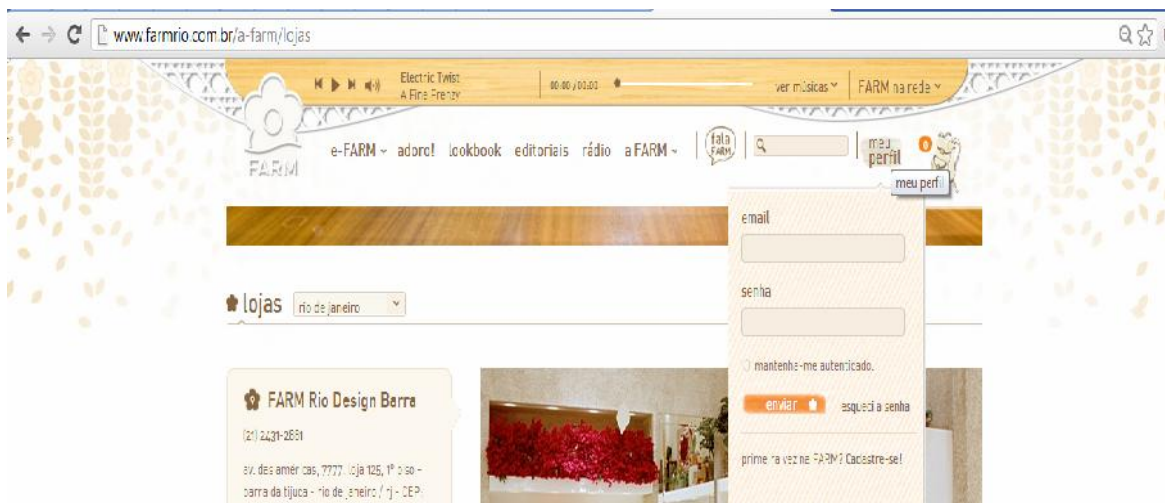 www.farmrio.com.br/a-farm/lojas
Electric Twist
A Fine Frenzy
00:00 / 00:00
ver músicas
FARM na rede
FARM
e-FARM adoro! lookbook editoriais rádio a FARM
fala FARM
meu perfil
0
meu perfil
email
senha
mantenha-me autenticado.
enviar esqueci a senha
primeira vez na FARM? Cadastre-se!
lojas rio de janeiro
FARM Rio Design Barra
(21) 2431-2881
av. das américas, 7777, loja 125, 1º piso -
barra da tijuca - rio de janeiro / rj - CEP: